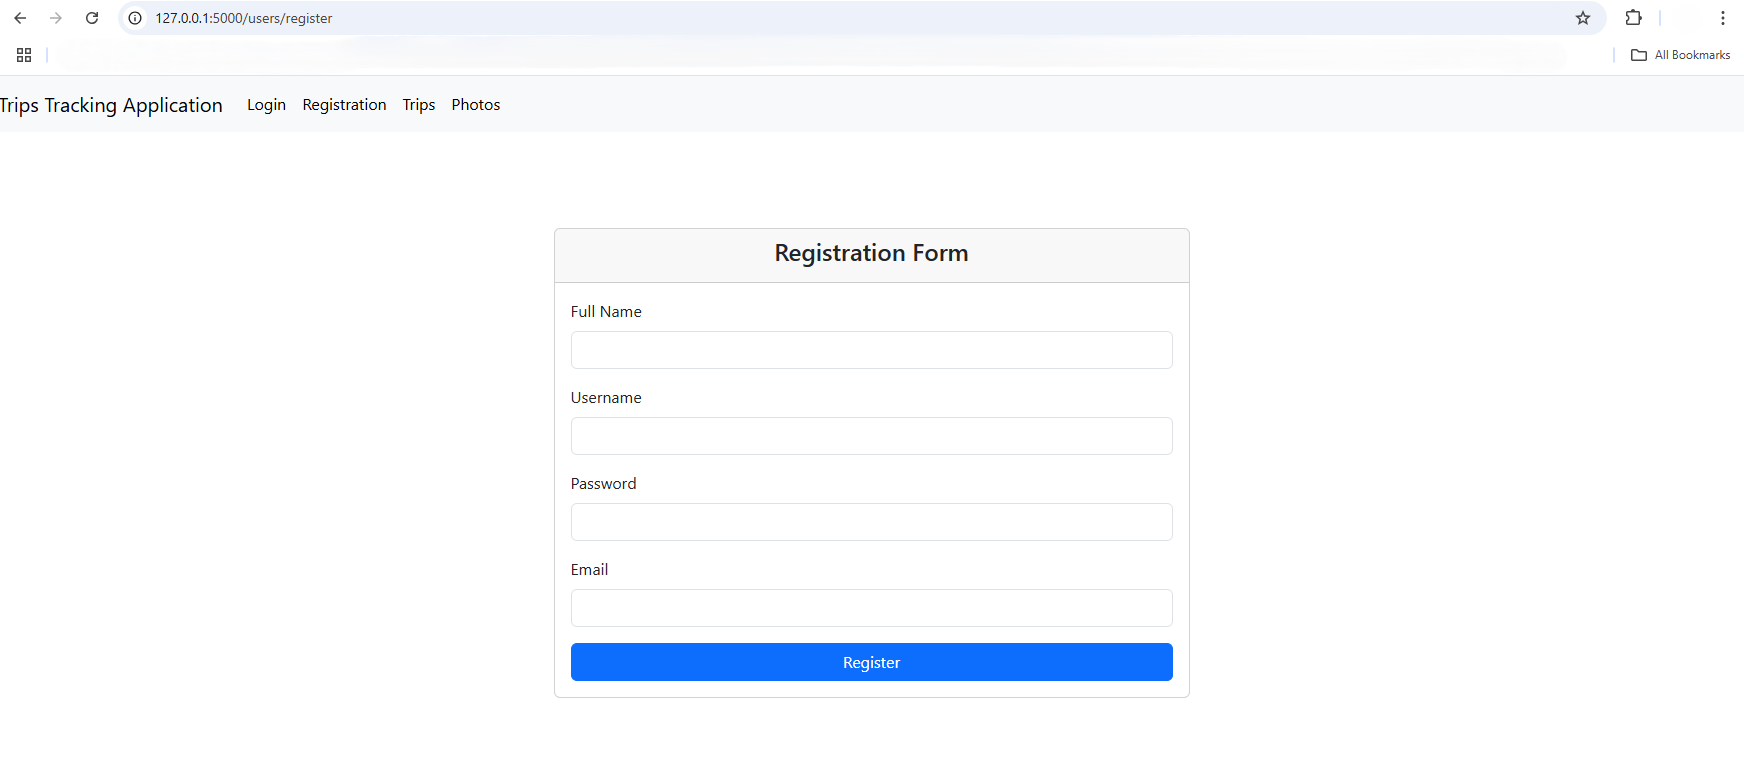 127.0.0.1:5000/users/register
All Bookmarks
Trips Tracking Application Login Registration Trips Photos
Registration Form
Full Name
Username
Password
Email
Register